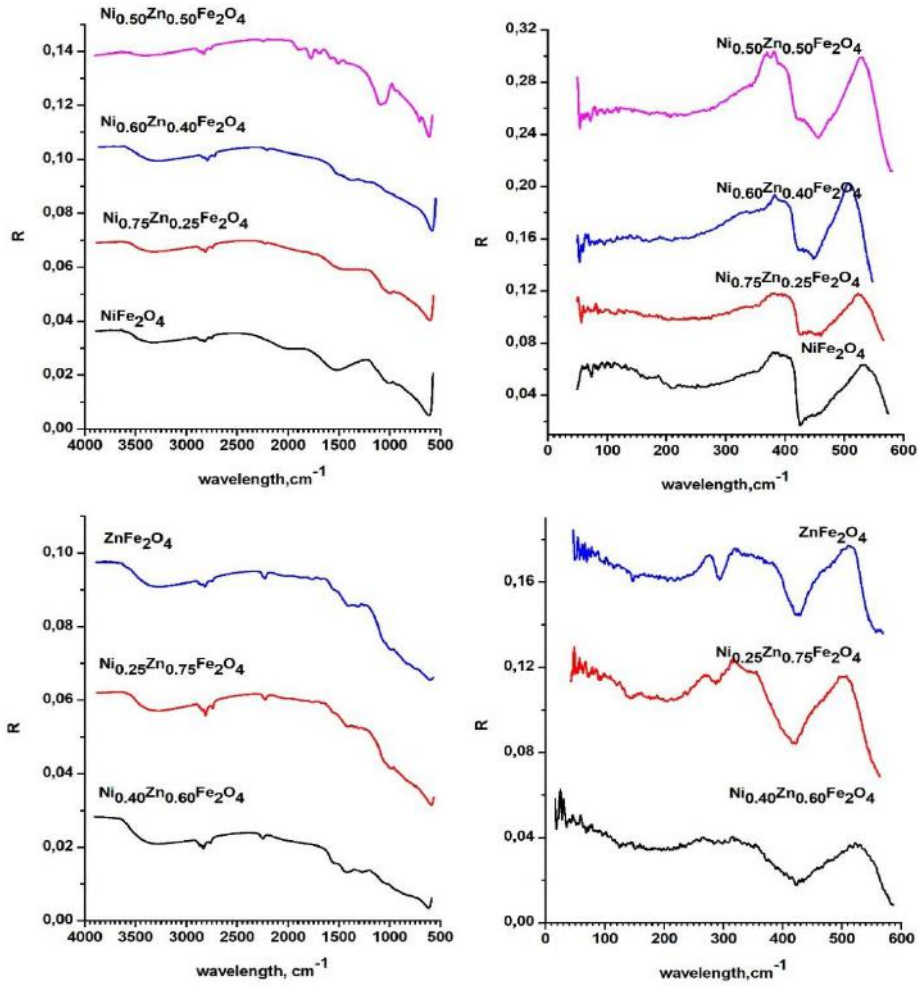 Ni0.50Zn0.50Fe2O4
0,14
0,12
Ni0.60Zn0.40Fe2O4
0,10
0,08
R
Ni0.75Zn0.25Fe2O4
0,06
0,04
NiFe2O4
0,02
0,00
4000 3500 3000 2500 2000 1500 1000 500
wavelength,cm-1
0,32
Ni0.50Zn0.50Fe2O4
0,28
0,24
0,20
Ni0.60Zn0.40Fe2O4
0,16
R
0,12
Ni0.75Zn0.25Fe2O4
0,08
NiFe2O4
0,04
0 100 200 300 400 500 600
wavelength,cm-1
ZnFe2O4
0,10
0,08
Ni0.25Zn0.75Fe2O4
0,06
R
0,04
Ni0.40Zn0.60Fe2O4
0,02
0,00
4000 3500 3000 2500 2000 1500 1000 500
wavelength, cm-1
ZnFe2O4
0,16
Ni0.25Zn0.75Fe2O4
0,12
R
0,08
Ni0.40Zn0.60Fe2O4
0,04
0,00
0 100 200 300 400 500 600
wavelength, cm-1